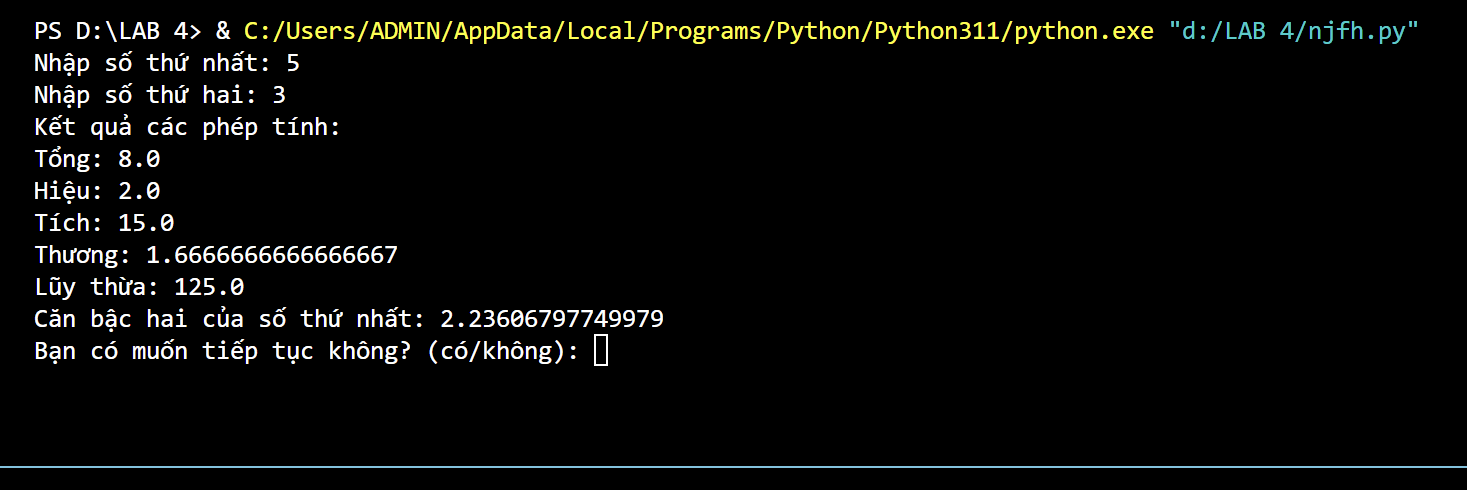 PS D:\LAB 4> & C:/Users/ADMIN/AppData/Local/Programs/Python/Python311/python.exe "d:/LAB 4/njfh.py"
Nhập số thứ nhất: 5
Nhập số thứ hai: 3
Kết quả các phép tính:
Tổng: 8.0
Hiệu: 2.0
Tích: 15.0
Thương: 1.6666666666666667
Lũy thừa: 125.0
Căn bậc hai của số thứ nhất: 2.23606797749979
Bạn có muốn tiếp tục không? (có/không):